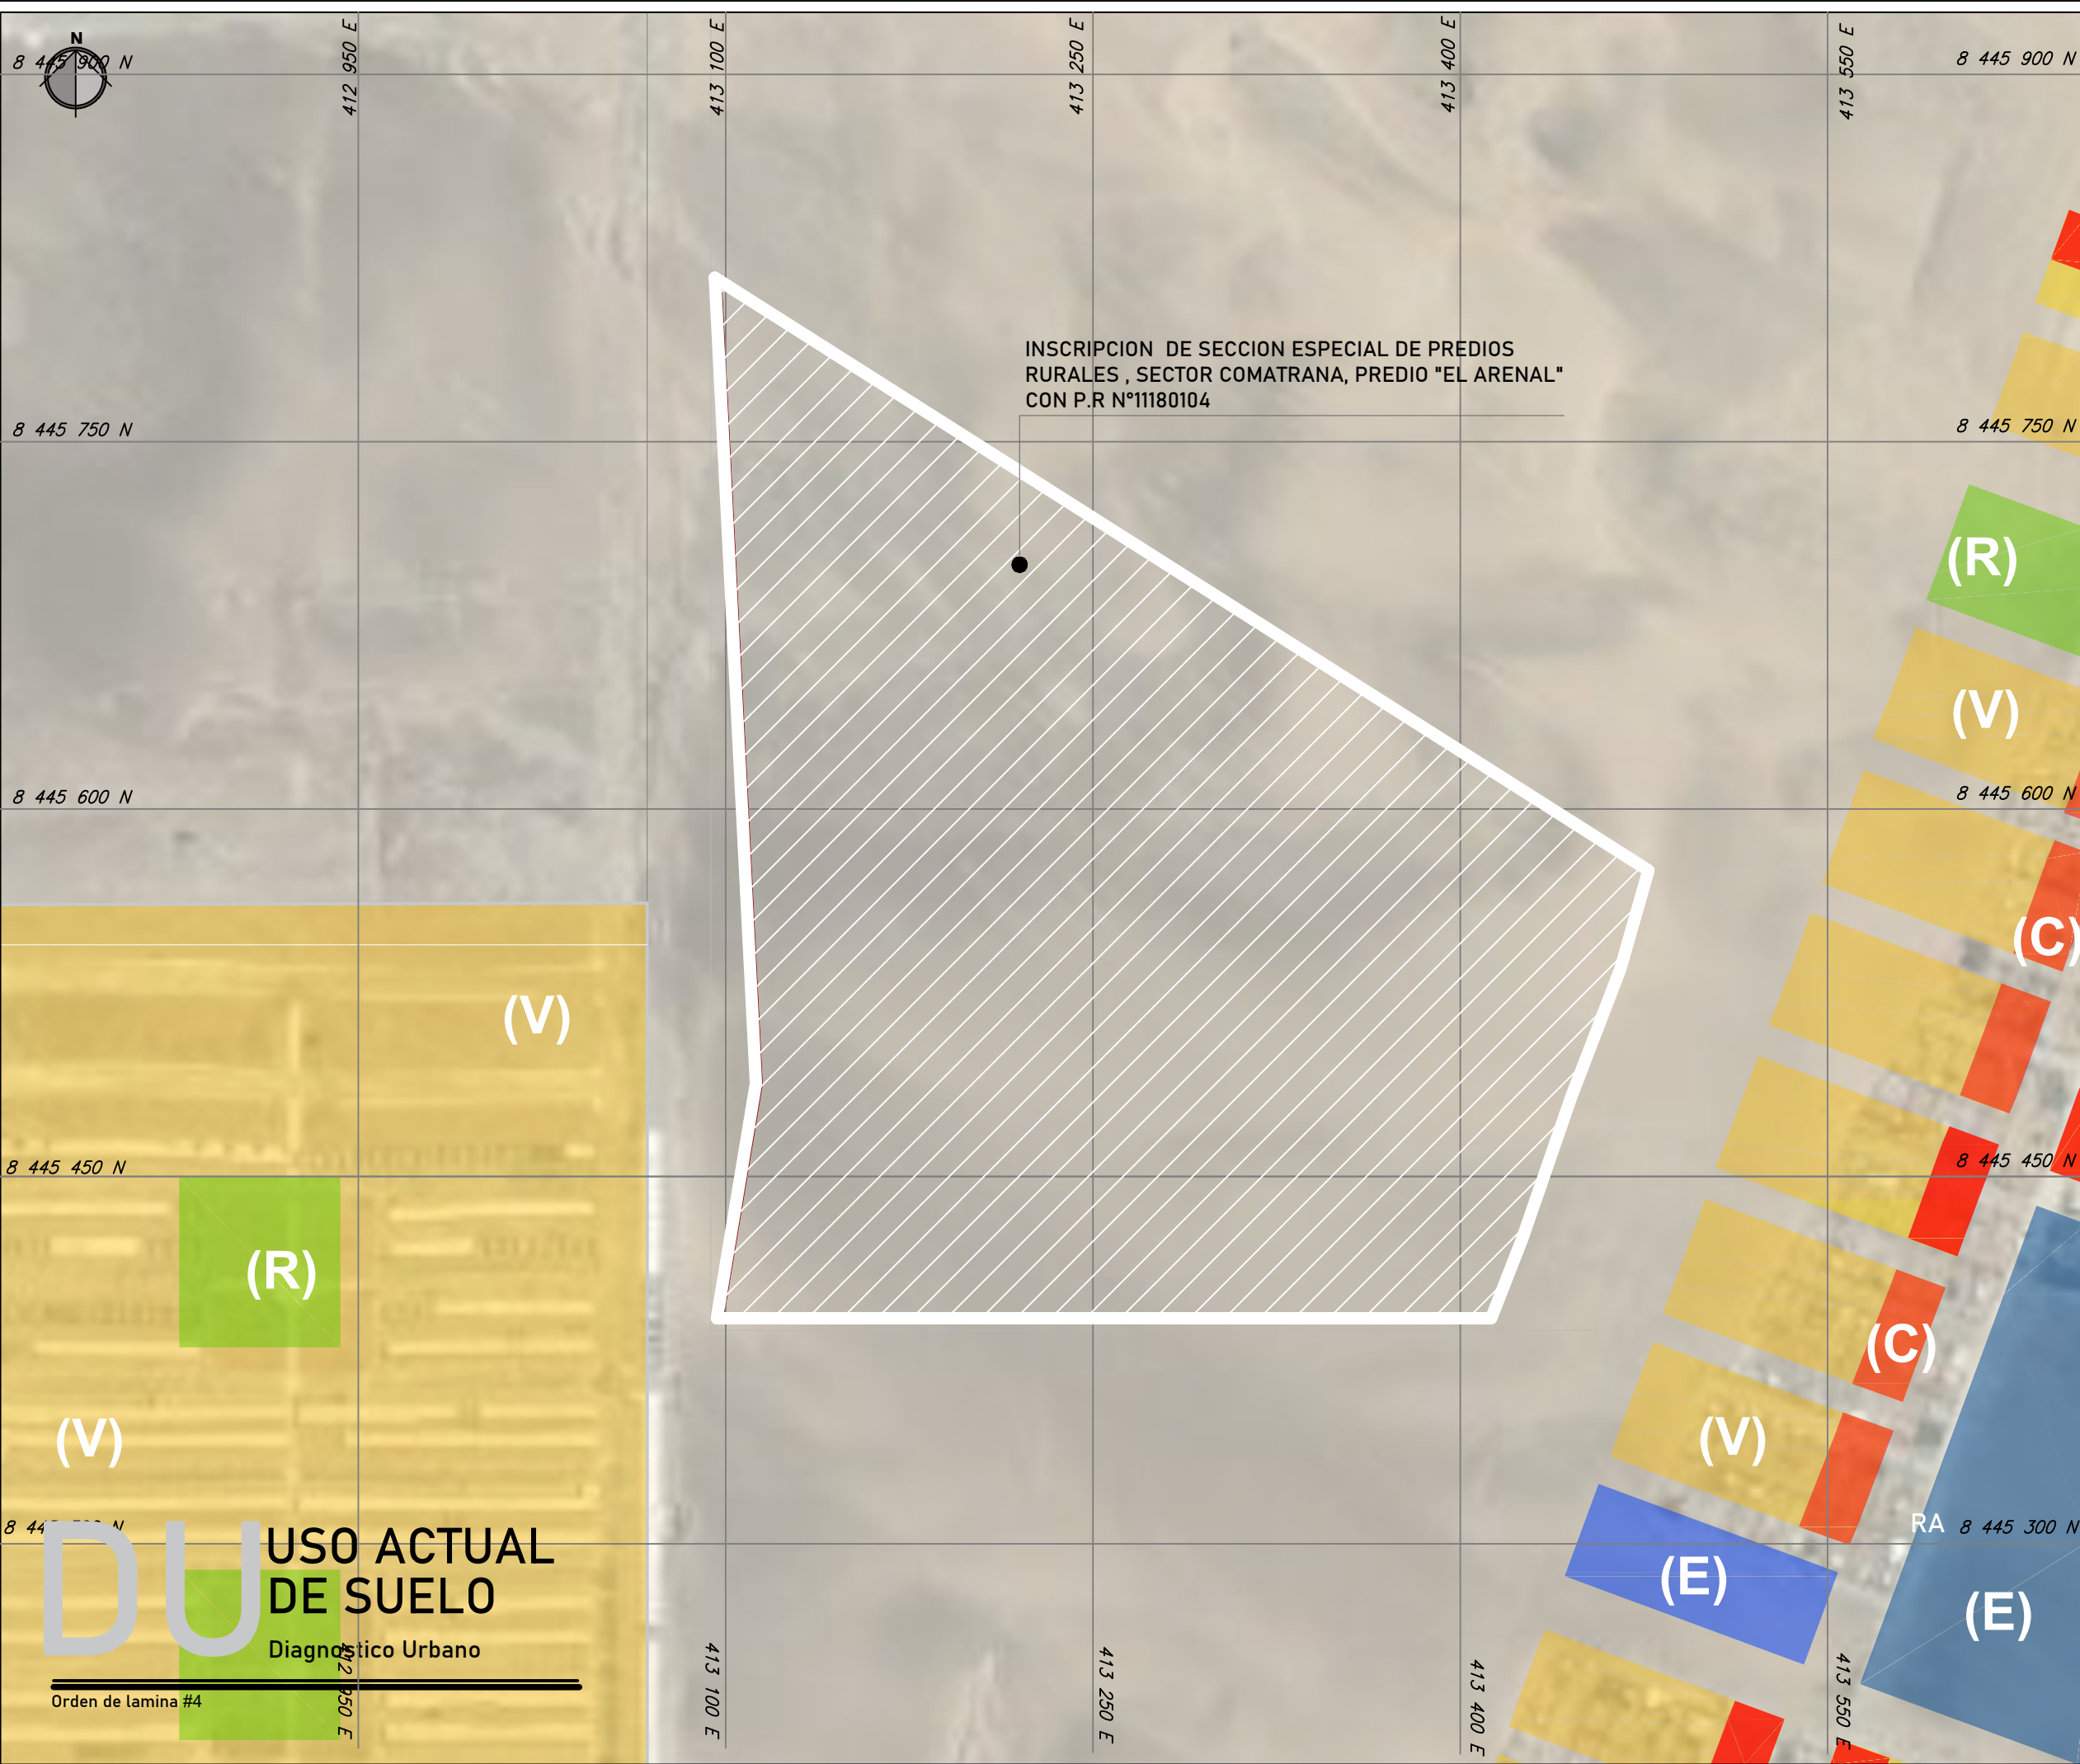 N
412 950 E
413 100 E
413 250 E
413 400 E
413 550 E
8 445 900 N
8 445 900 N
INSCRIPCION DE SECCION ESPECIAL DE PREDIOS
RURALES , SECTOR COMATRANA, PREDIO "EL ARENAL"
CON P.R N°11180104
8 445 750 N
8 445 750 N
(R)
(V)
8 445 600 N
8 445 600 N
(C)
(V)
8 445 450 N
8 445 450 N
(R)
(C)
(V)
(V)
RA
8 445 300 N
DU
USO ACTUAL
DE SUELO
Diagnostico Urbano
Orden de lamina #4
(E)
(E)
412 950 E
413 100 E
413 250 E
413 400 E
413 550 E